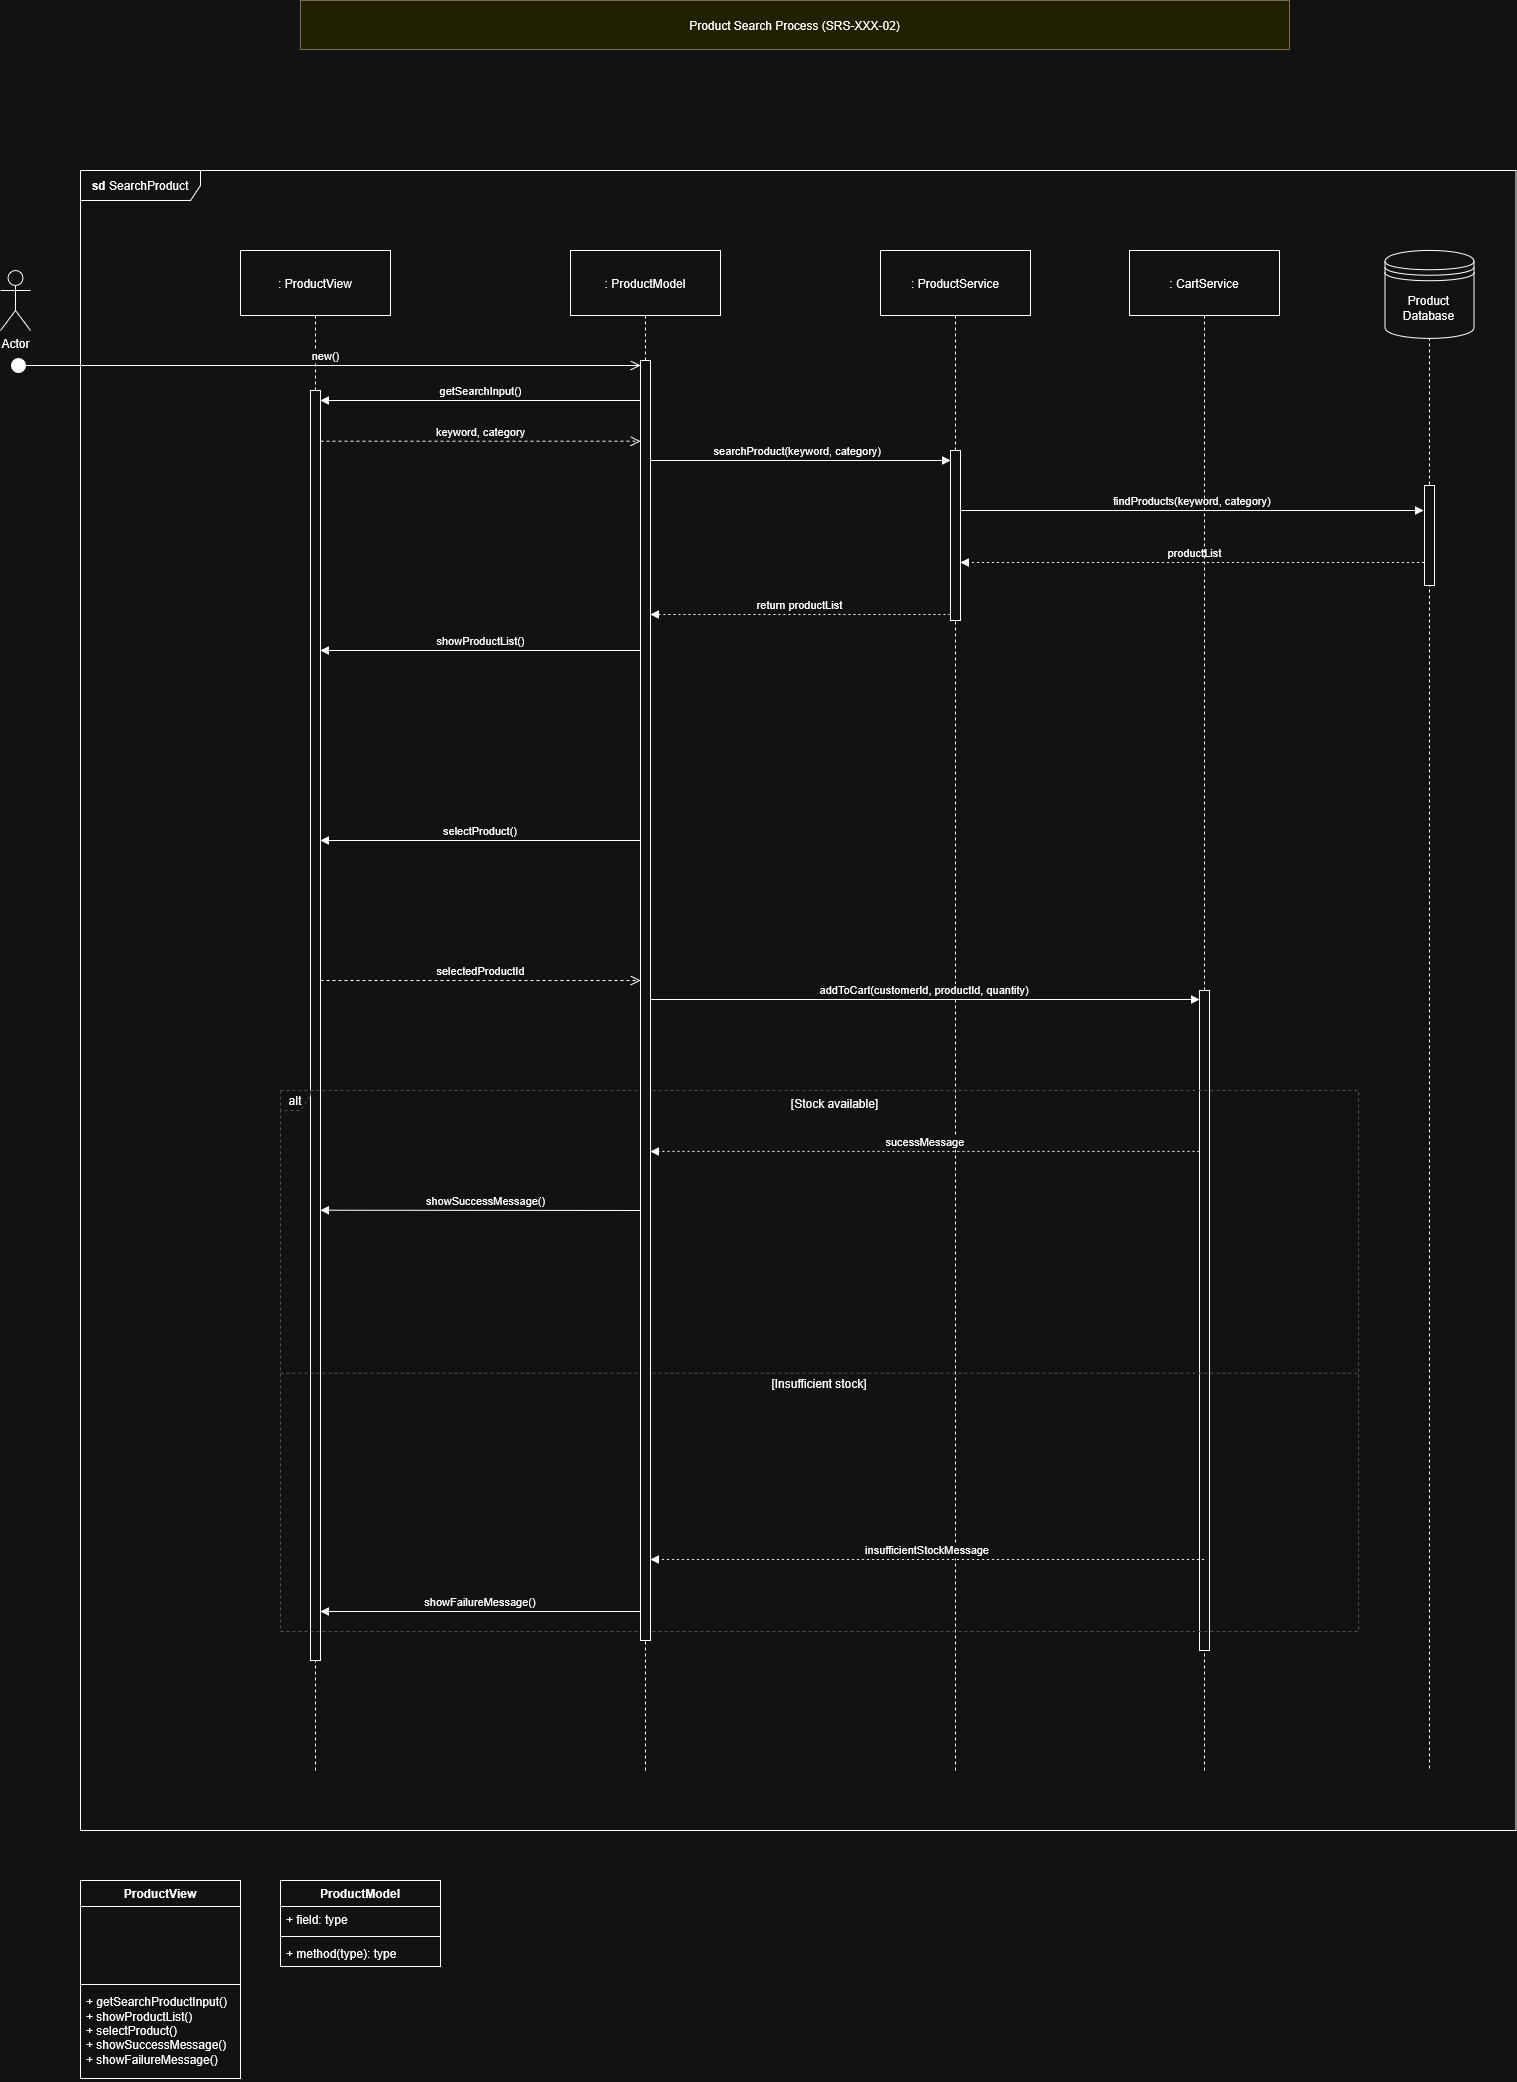 Product Search Process (SRS-XXX-02)
sd SearchProduct
: ProductView
: ProductModel
: ProductService
: CartService
Product
Database
Actor
new()
getSearchInput()
keyword, category
searchProduct(keyword, category)
findProducts(keyword, category)
productList
return productList
showProductList()
selectProduct()
selectedProductId
addToCart(customerId, productId, quantity)
alt
[Stock available]
sucessMessage
showSuccessMessage()
[Insufficient stock]
insufficientStockMessage
showFailureMessage()
ProductView
+ getSearchProductInput()
+ showProductList()
+ selectProduct()
+ showSuccessMessage()
+ showFailureMessage()
ProductModel
+ field: type
+ method(type): type